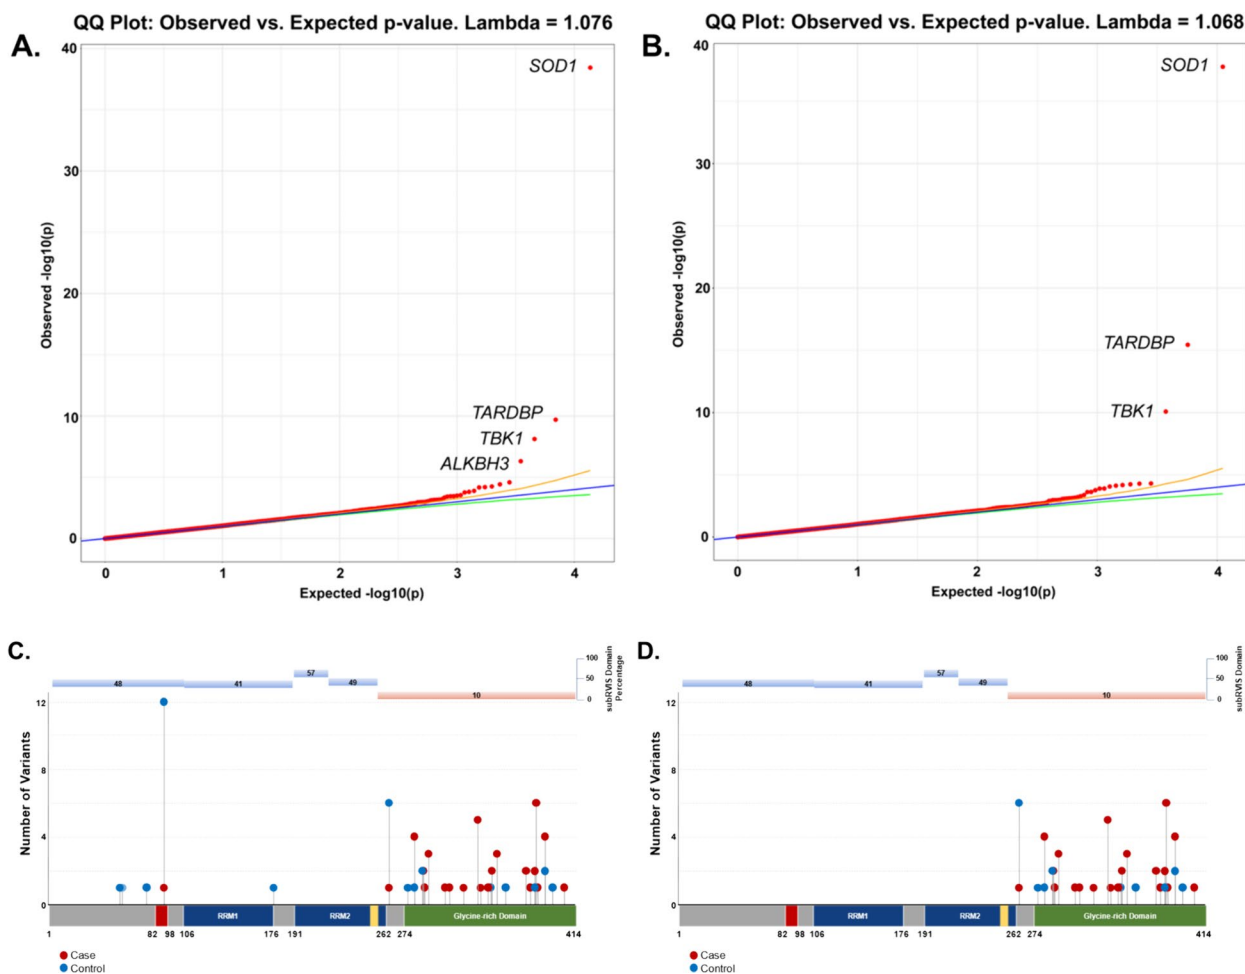 A.
QQ Plot: Observed vs. Expected p-value. Lambda = 1.076
40
30
20
10
0
Observed -log10(p)
SOD1
TARDBP
TBK1
ALKBH3
0 1 2 3 4
Expected -log10(p)
B.
QQ Plot: Observed vs. Expected p-value. Lambda = 1.068
40
30
20
10
0
Observed -log10(p)
SOD1
TARDBP
TBK1
0 1 2 3 4
Expected -log10(p)
C.
48 41 57 49 10
100
50
0
subRVIS Domain
Percentage
12
8
4
0
Number of Variants
RRM1 RRM2 Glycine-rich Domain
1 82 98 106 176 191 262 274 414
Case
Control
D.
48 41 57 49 10
100
50
0
subRVIS Domain
Percentage
12
8
4
0
Number of Variants
RRM1 RRM2 Glycine-rich Domain
1 82 98 106 176 191 262 274 414
Case
Control